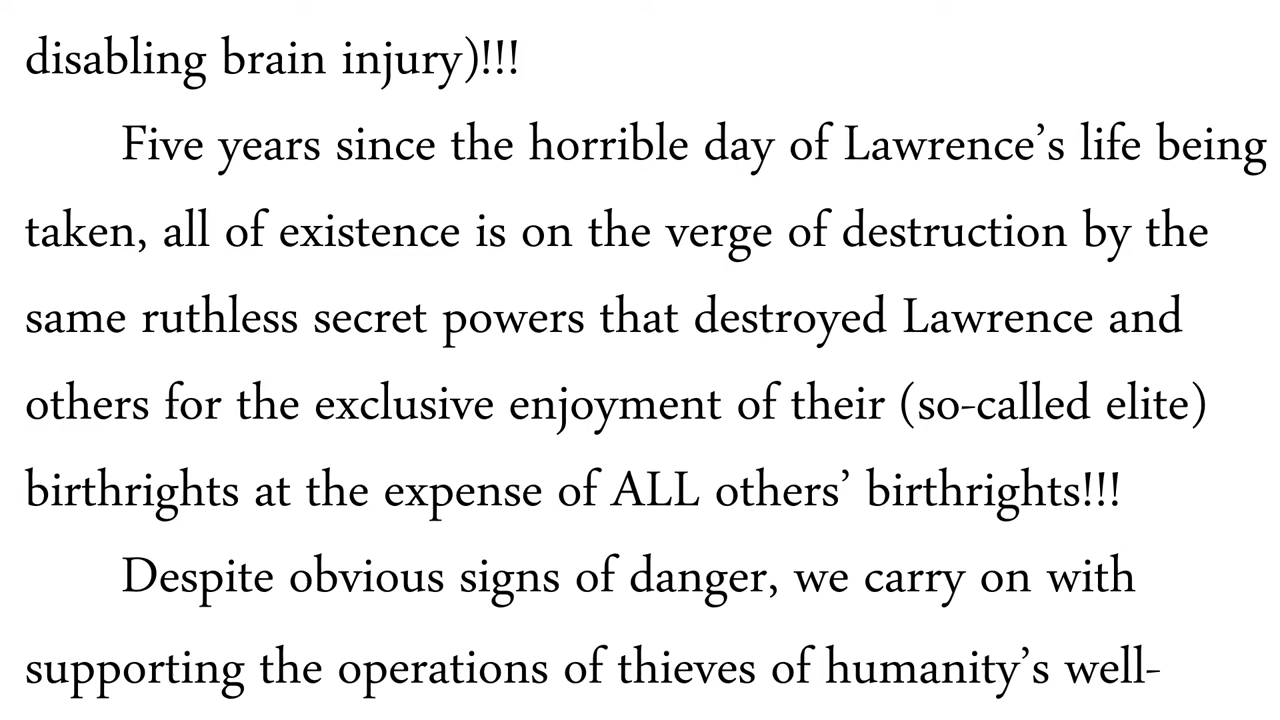 disabling brain injury)!!!
Five years since the horrible day of Lawrence’s life being
taken, all of existence is on the verge of destruction by the
same ruthless secret powers that destroyed Lawrence and
others for the exclusive enjoyment of their (so-called elite)
birthrights at the expense of ALL others’ birthrights!!!
Despite obvious signs of danger, we carry on with
supporting the operations of thieves of humanity’s well-